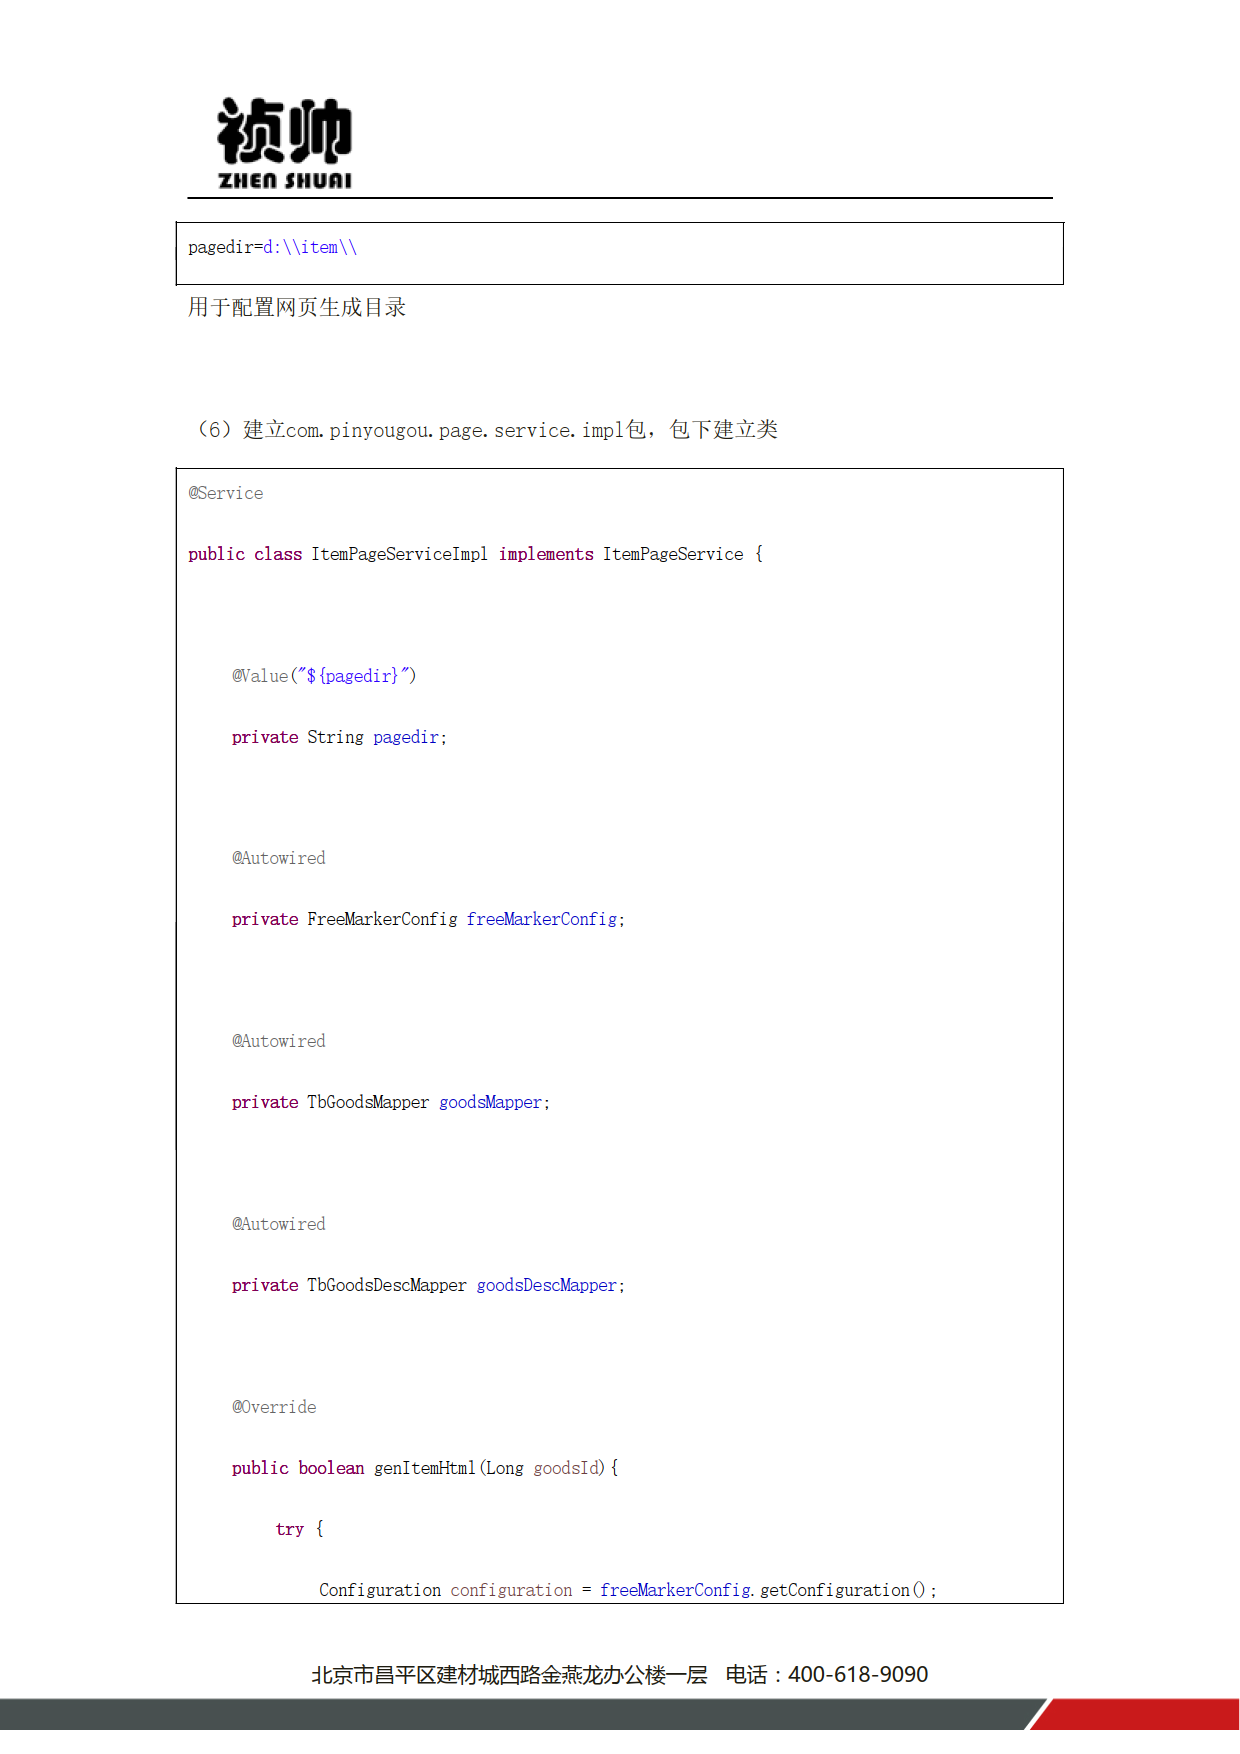 祯帅
ZHEN SHUAI
pagedir=d:\\item\\
用于配置网页生成目录
（6）建立com.pinyougou.page.service.impl包，包下建立类
@Service
public class ItemPageServiceImpl implements ItemPageService {
@Value("${pagedir}")
private String pagedir;
@Autowired
private FreeMarkerConfig freeMarkerConfig;
@Autowired
private TbGoodsMapper goodsMapper;
@Autowired
private TbGoodsDescMapper goodsDescMapper;
@Override
public boolean genItemHtml(Long goodsId){
try {
Configuration configuration = freeMarkerConfig.getConfiguration();
北京市昌平区建材城西路金燕龙办公楼一层 电话：400-618-9090